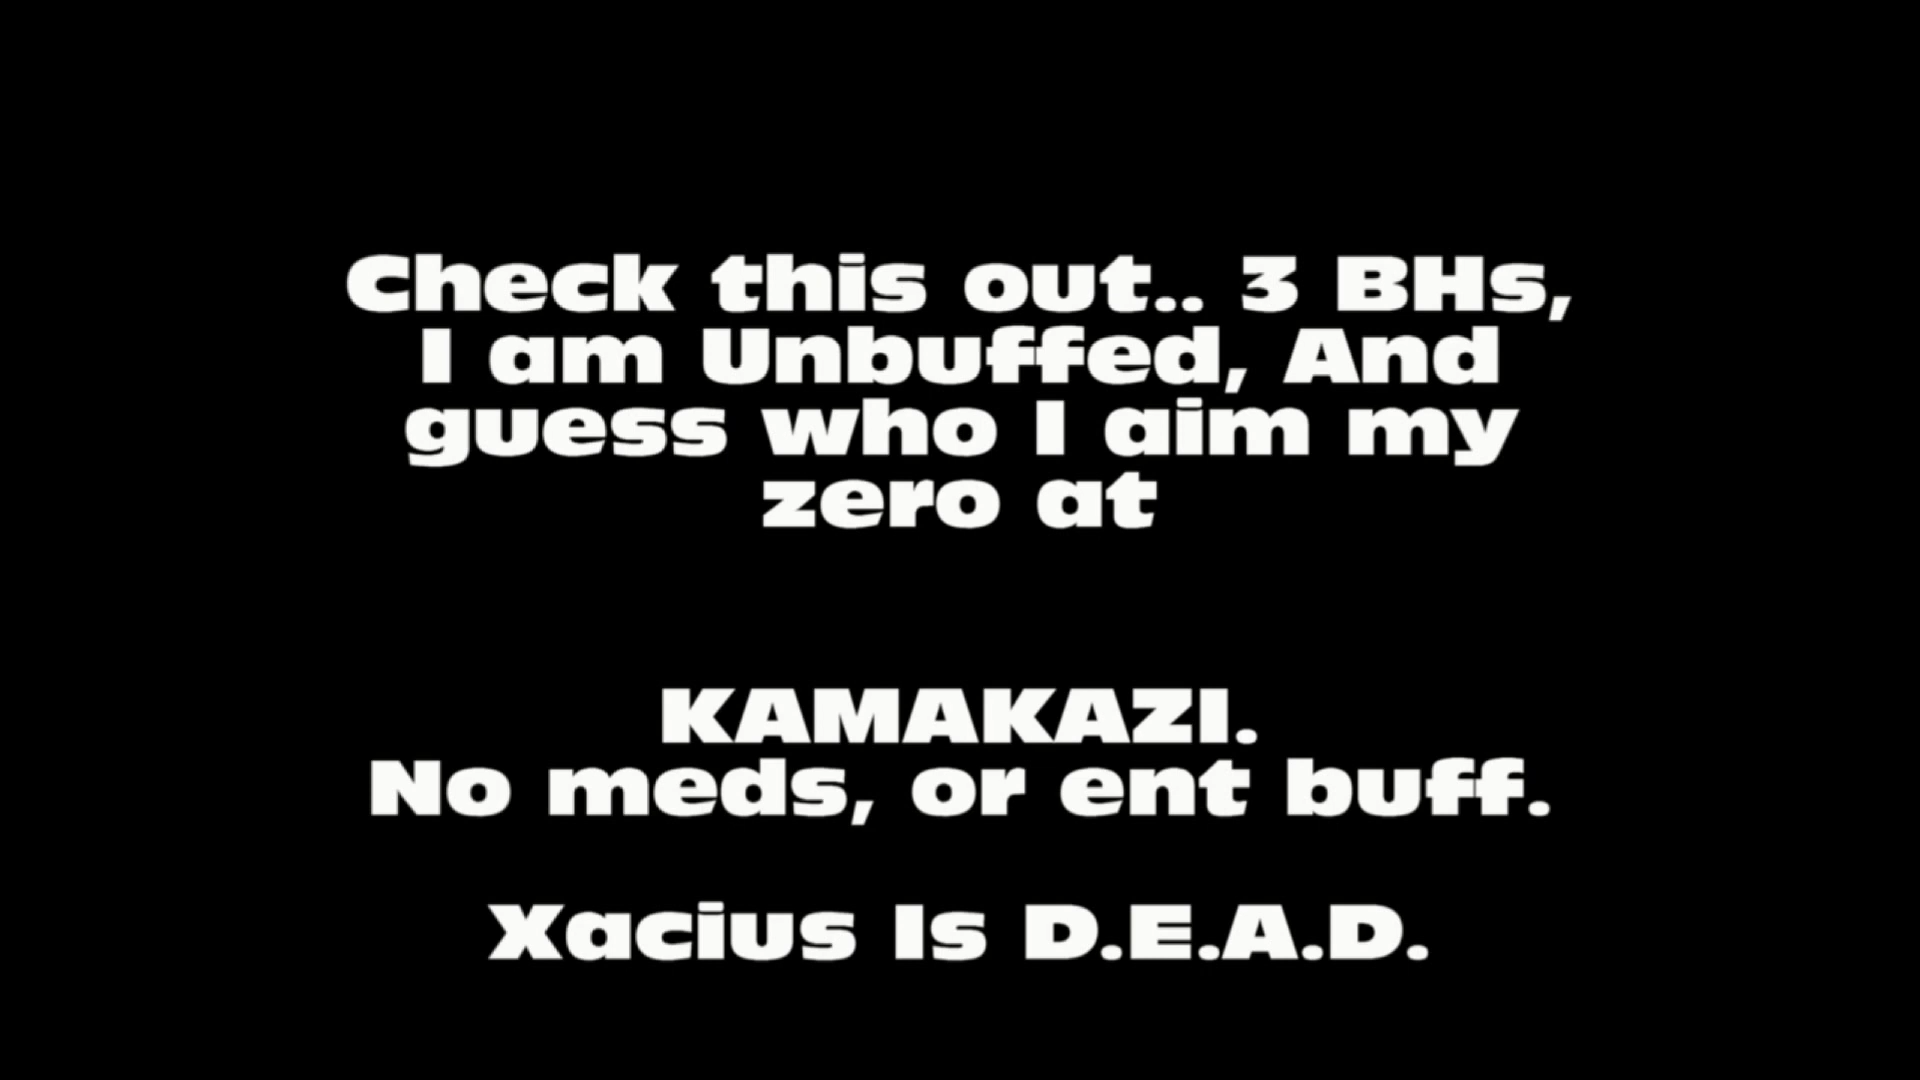 Check this out.. 3 BHs,
I am Unbuffed, And
guess who I aim my
zero at
KAMAKAZI.
No meds, or ent buff.
Xacius Is D.E.A.D.